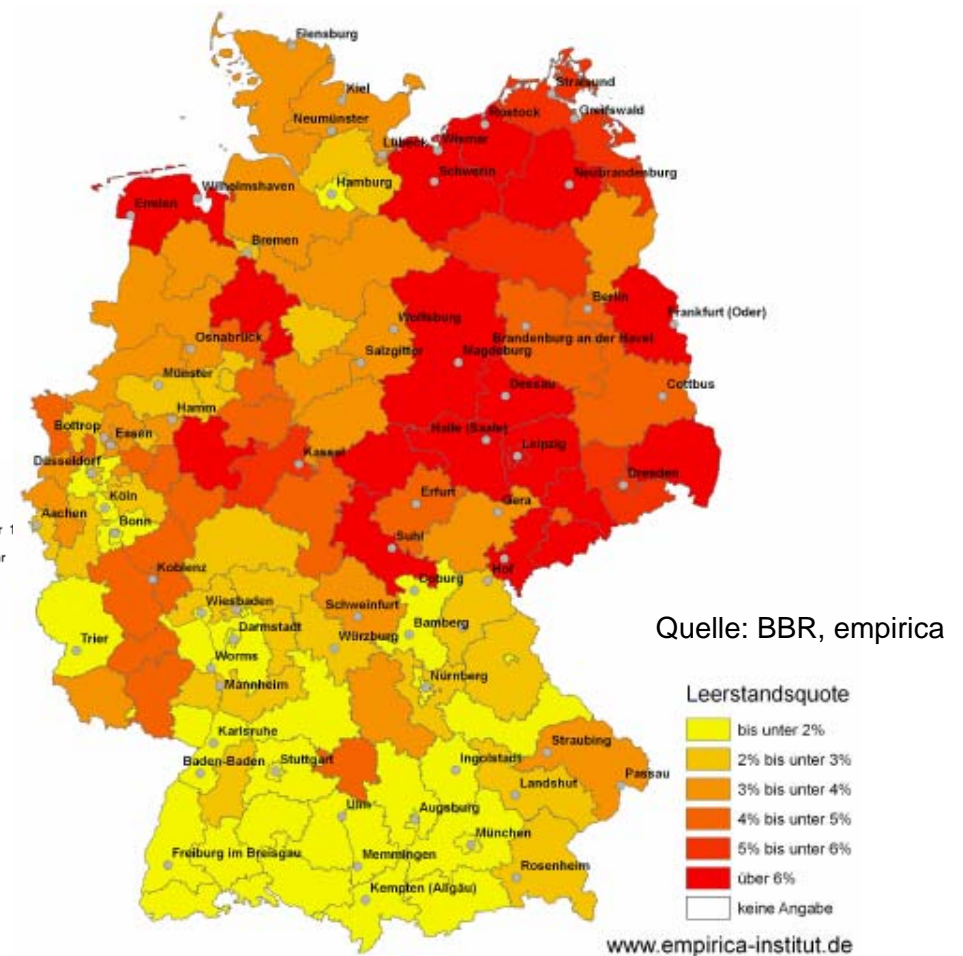 Flensburg
Kiel
Neumünster
Lübeck
Wismar
Rostock
Stralsund
Greifswald
Schwerin
Neubrandenburg
Hamburg
Wilhelmshaven
Emden
Bremen
Berlin
Frankfurt (Oder)
Wolfsburg
Brandenburg an der Havel
Osnabrück
Salzgitter
Magdeburg
Münster
Dessau
Cottbus
Hamm
Bottrop
Essen
Halle (Saale)
Leipzig
Düsseldorf
Kassel
Dresden
Köln
Erfurt
Gera
Aachen
Bonn
Suhl
Koblenz
Hof
Coburg
Wiesbaden
Schweinfurt
Darmstadt
Bamberg
Trier
Würzburg
Worms
Mannheim
Nürnberg
Karlsruhe
Straubing
Baden-Baden
Stuttgart
Ingolstadt
Passau
Landshut
Ulm
Augsburg
München
Freiburg im Breisgau
Memmingen
Rosenheim
Kempten (Allgäu)
Quelle: BBR, empirica
Leerstandsquote
bis unter 2%
2% bis unter 3%
3% bis unter 4%
4% bis unter 5%
5% bis unter 6%
über 6%
keine Angabe
www.empirica-institut.de